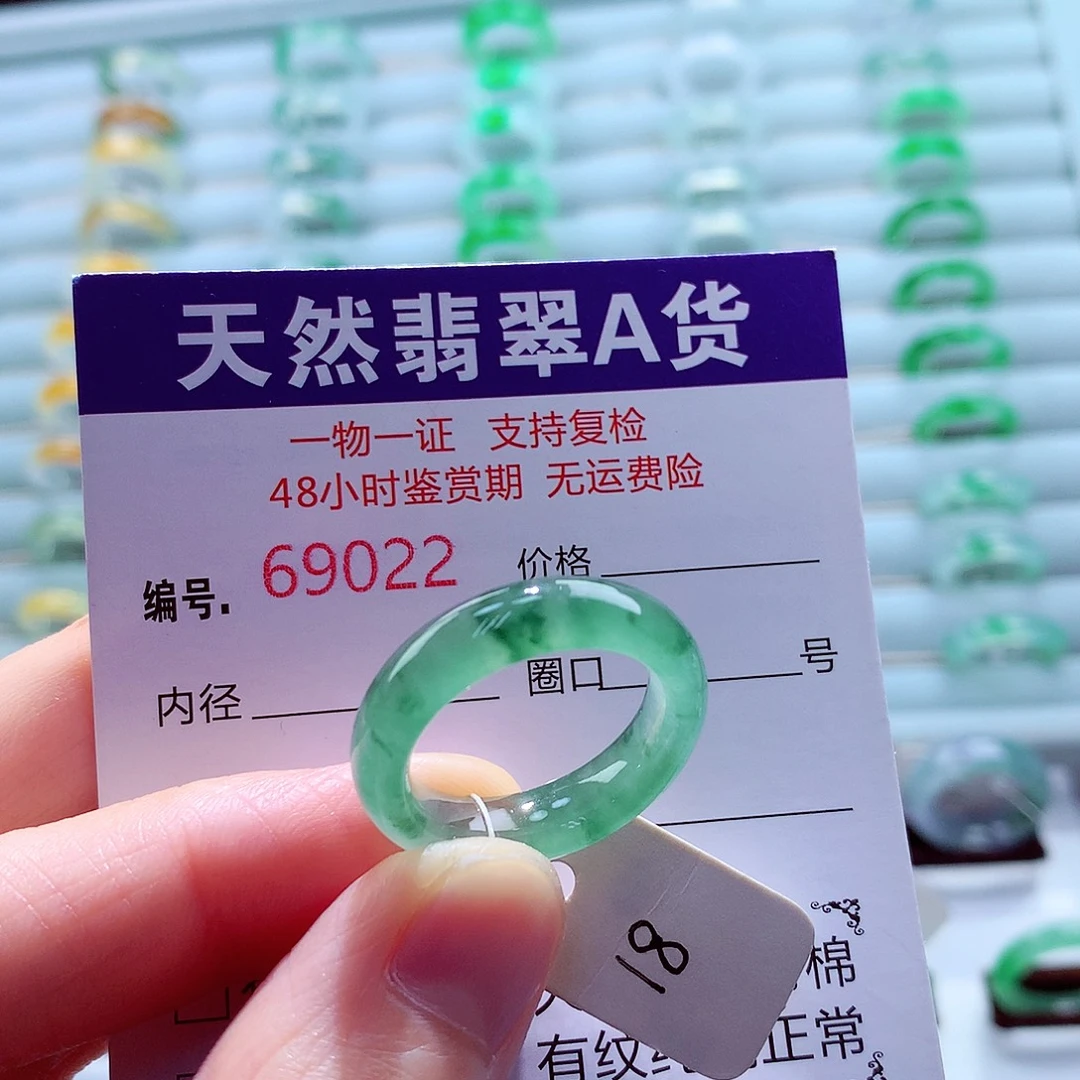 天然翡翠A货
一物一证 支持复检
48小时鉴赏期 无运费险
编号. 69022 价格
内径 圈口 号
18
棉
有纹 正常